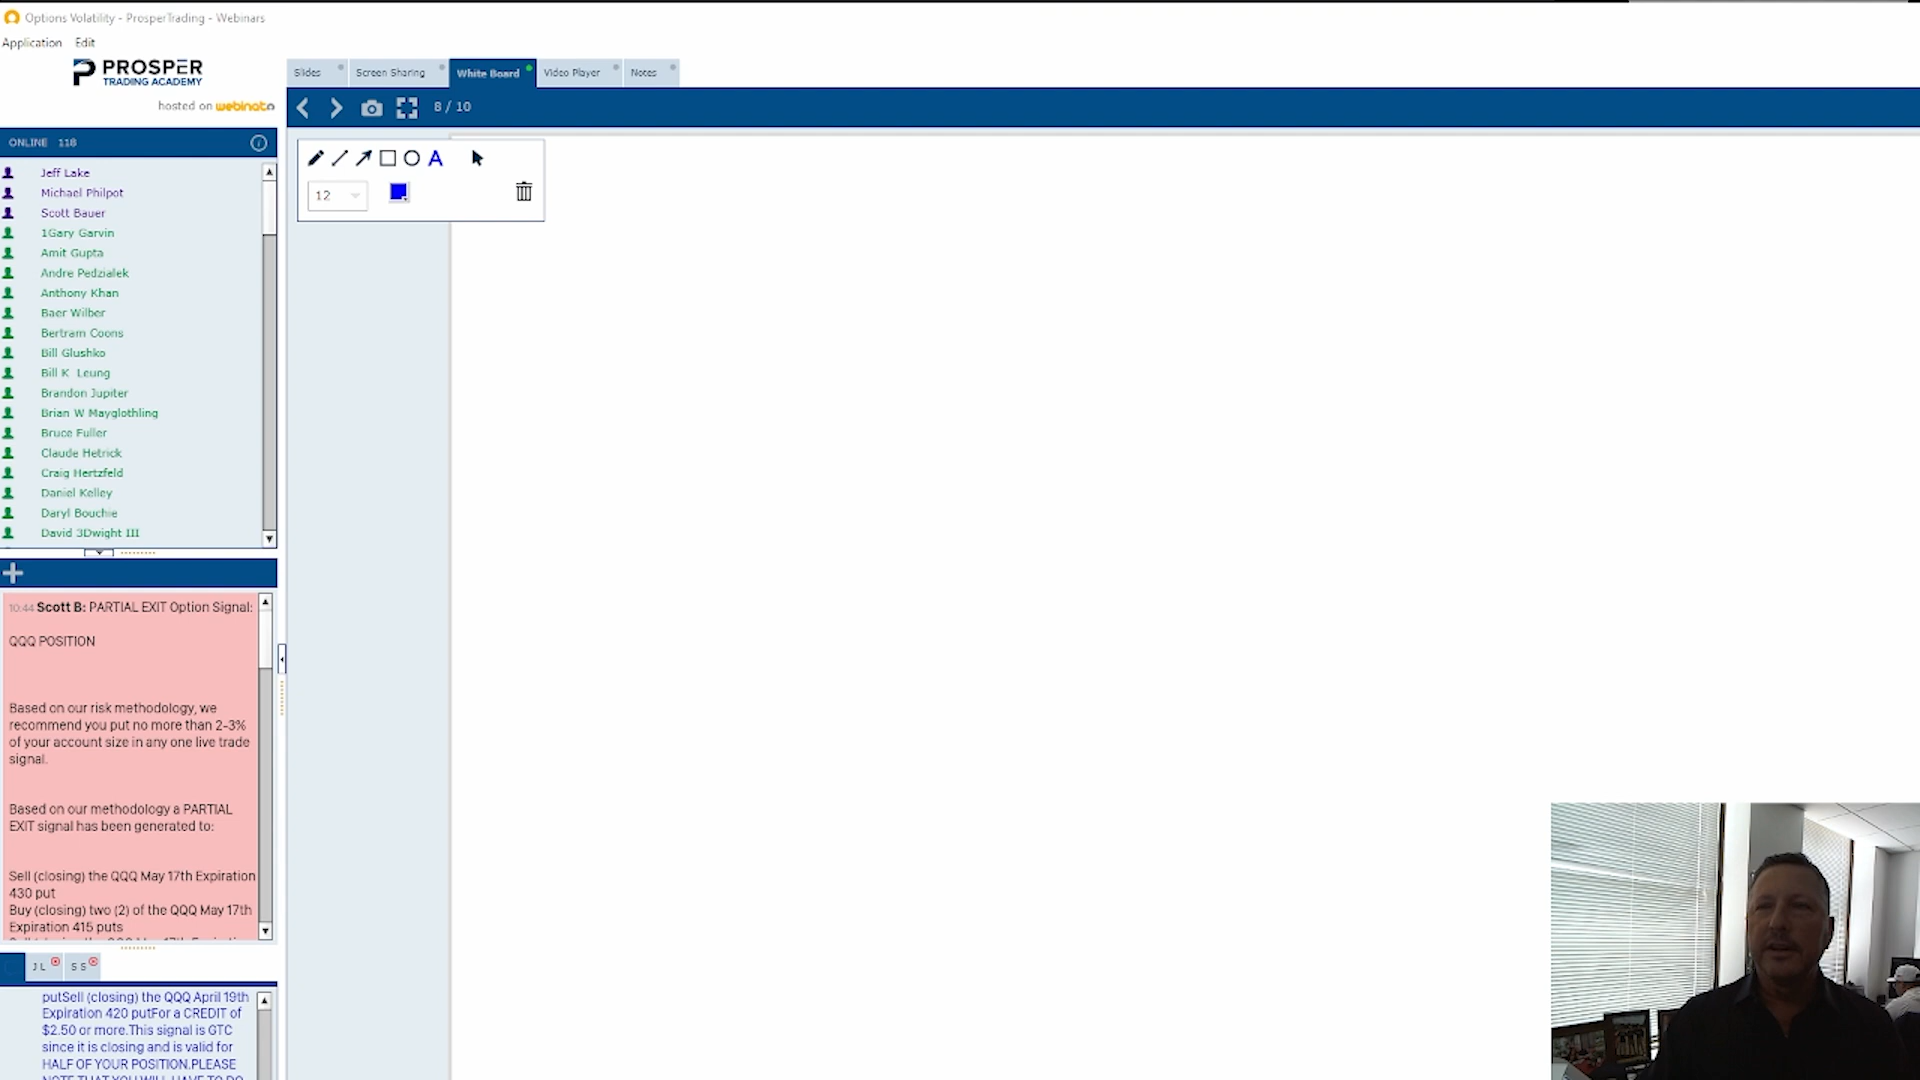 Options Volatility - ProsperTrading - Webinars
Application Edit
PROSPER
TRADING ACADEMY
hosted on webinato
Slides Screen Sharing White Board Video Player Notes
8 / 10
ONLINE 118
Jeff Lake
Michael Philpot
Scott Bauer
1Gary Garvin
Amit Gupta
Andre Pedzialek
Anthony Khan
Baer Wilber
Bertram Coons
Bill Glushko
Bill K Leung
Brandon Jupiter
Brian W Mayglothling
Bruce Fuller
Claude Hetrick
Craig Hertzfeld
Daniel Kelley
Daryl Bouchie
David 3Dwight III
A
12
10:44 Scott B: PARTIAL EXIT Option Signal:
QQQ POSITION
Based on our risk methodology, we
recommend you put no more than 2-3%
of your account size in any one live trade
signal.
Based on our methodology a PARTIAL
EXIT signal has been generated to:
Sell (closing) the QQQ May 17th Expiration
430 put
Buy (closing) two (2) of the QQQ May 17th
Expiration 415 puts
J L S S
putSell (closing) the QQQ April 19th
Expiration 420 putFor a CREDIT of
$2.50 or more.This signal is GTC
since it is closing and is valid for
HALF OF YOUR POSITION.PLEASE
NOTE THAT YOU WILL HAVE TO DO